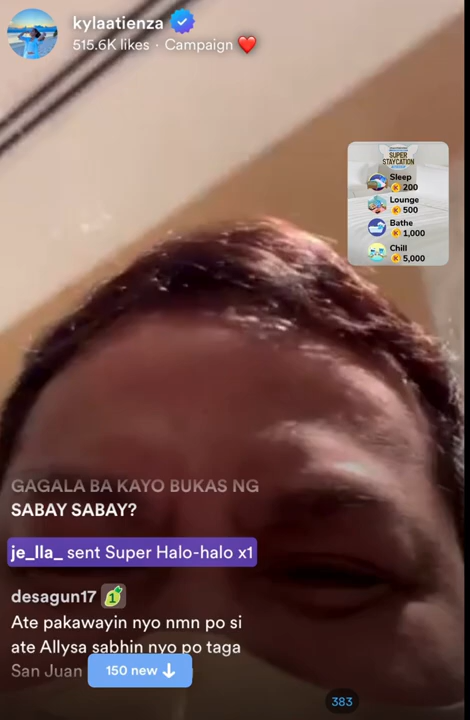 kylaatienza
515.6K likes · Campaign ❤️
SUPER
STAYCATION
Sleep
200
Lounge
500
Bathe
1,000
Chill
5,000
GAGALA BA KAYO BUKAS NG
SABAY SABAY?
je_lla_ sent Super Halo-halo x1
desagun17 1
Ate pakawayin nyo nmn po si
ate Allysa sabhin nyo po taga
San Juan
150 new ↓
383